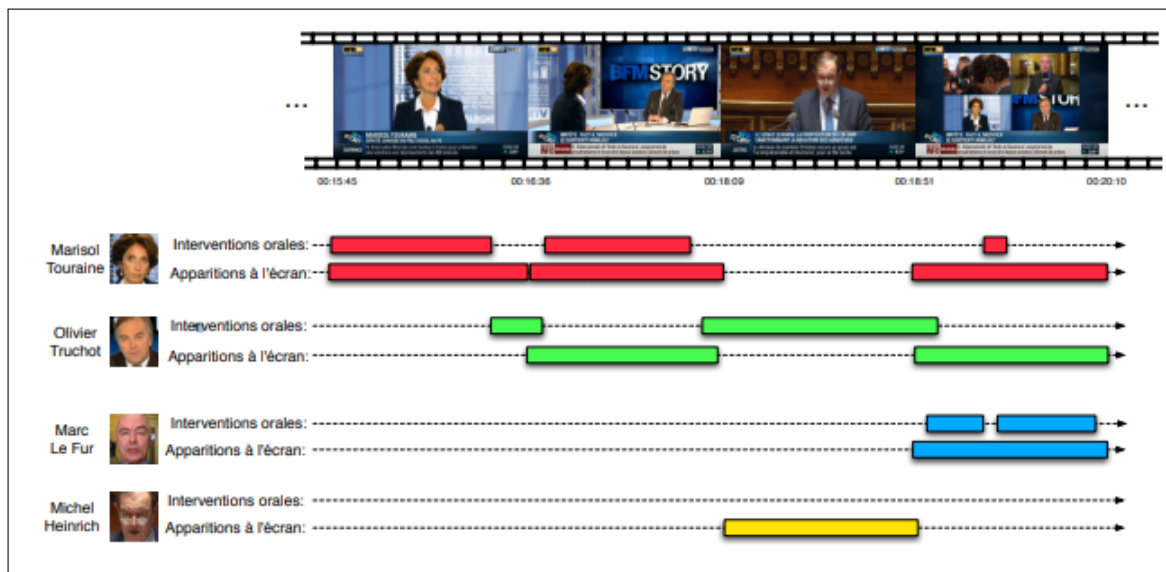 BFM STORY
MARISOL TOURAINE
...
...
00:15:45
00:16:36
00:18:09
00:18:51
00:20:10
Marisol
Touraine
Interventions orales:
Apparitions à l'écran:
Olivier
Truchot
Interventions orales:
Apparitions à l'écran:
Marc
Le Fur
Interventions orales:
Apparitions à l'écran:
Michel
Heinrich
Interventions orales:
Apparitions à l'écran: